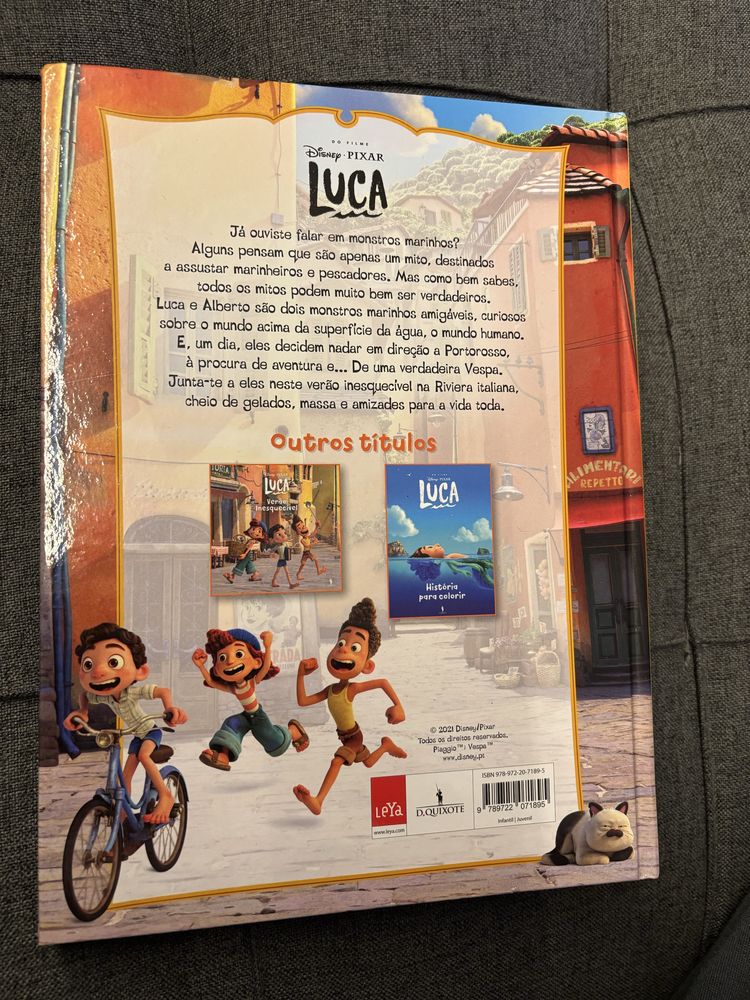 DO FILME
Disney · PIXAR
LUCA
Já ouviste falar em monstros marinhos?
Alguns pensam que são apenas um mito, destinados
a assustar marinheiros e pescadores. Mas como bem sabes,
todos os mitos podem muito bem ser verdadeiros.
Luca e Alberto são dois monstros marinhos amigáveis, curiosos
sobre o mundo acima da superfície da água, o mundo humano.
E, um dia, eles decidem nadar em direção a Portorosso,
à procura de aventura e... De uma verdadeira Vespa.
Junta-te a eles neste verão inesquecível na Riviera italiana,
cheio de gelados, massa e amizades para a vida toda.
Outros títulos
LUCA
Verão
Inesquecível
Disney · PIXAR
LUCA
História
para colorir
ALIMENTARI
REPETTO
© 2021 Disney/Pixar
Todos os direitos reservados.
Piaggio™; Vespa™
www.disney.pt
LEYA
www.leya.com
D.QUIXOTE
ISBN 978-972-20-7189-5
9 789722 071895
Infantil | Juvenil